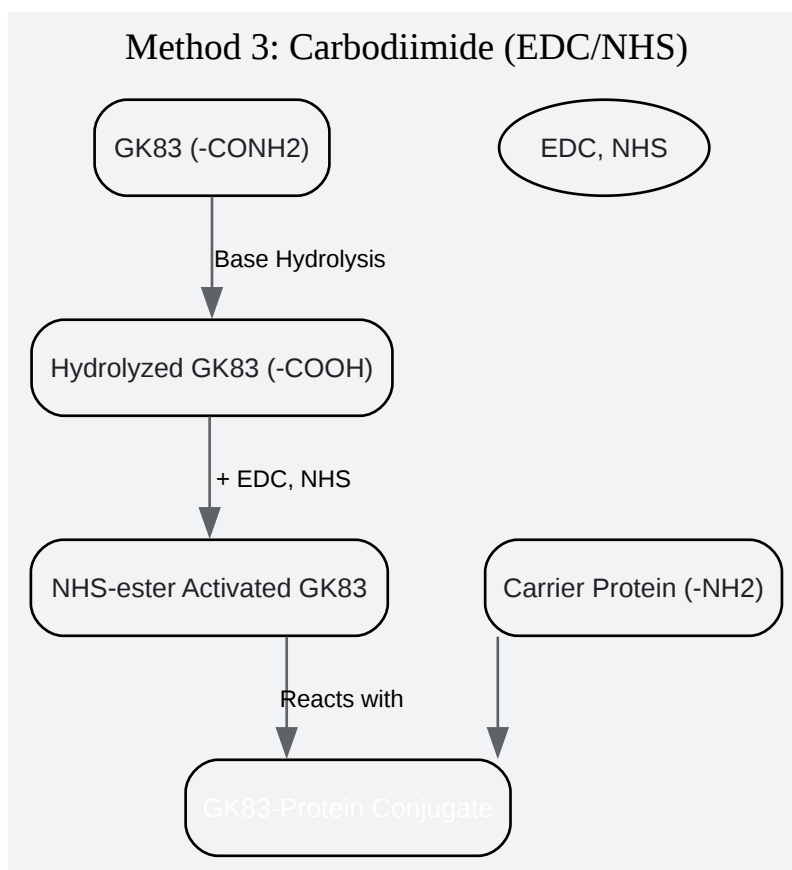 Method 3: Carbodiimide (EDC/NHS)
GK83 (-CONH2)
EDC, NHS
Base Hydrolysis
Hydrolyzed GK83 (-COOH)
+ EDC, NHS
NHS-ester Activated GK83
Carrier Protein (-NH2)
Reacts with
GK83-Protein Conjugate